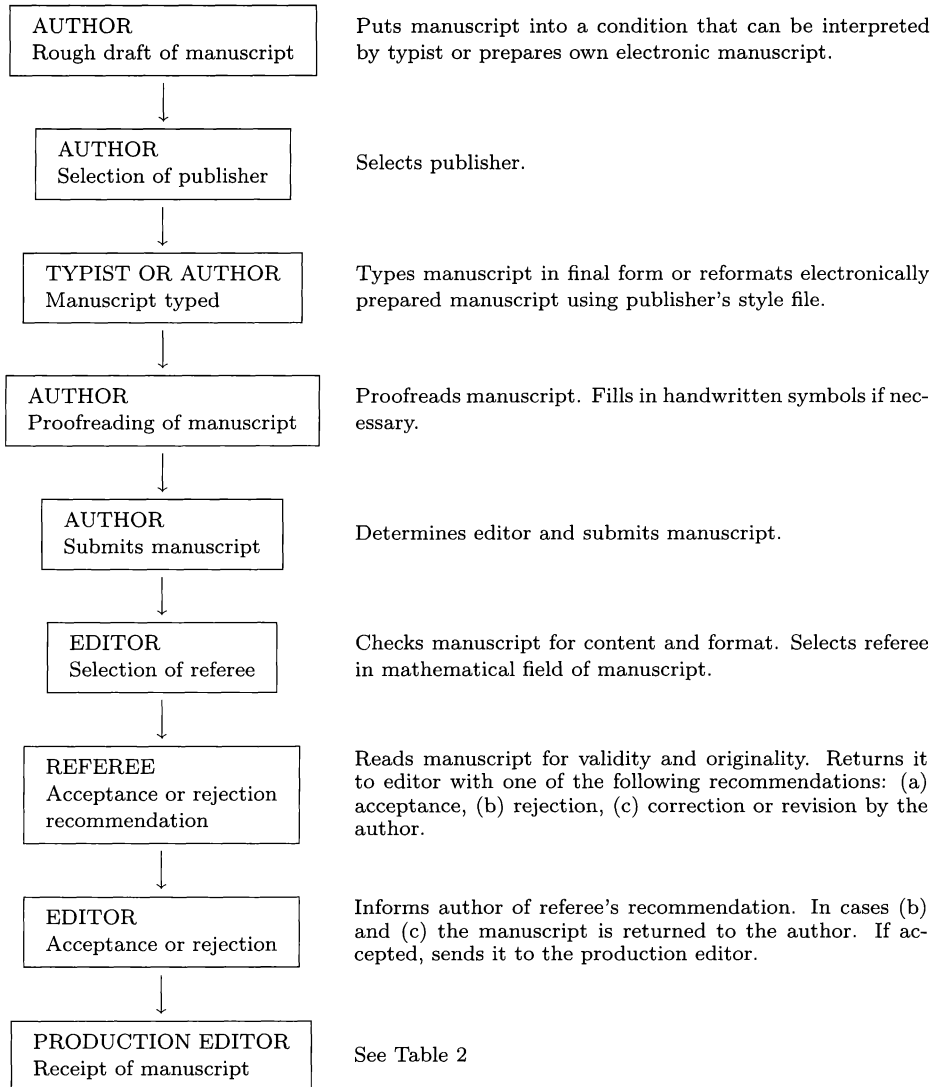 AUTHOR
Rough draft of manuscript
Puts manuscript into a condition that can be interpreted
by typist or prepares own electronic manuscript.
AUTHOR
Selection of publisher
Selects publisher.
TYPIST OR AUTHOR
Manuscript typed
Types manuscript in final form or reformats electronically
prepared manuscript using publisher's style file.
AUTHOR
Proofreading of manuscript
Proofreads manuscript. Fills in handwritten symbols if nec-
essary.
AUTHOR
Submits manuscript
Determines editor and submits manuscript.
EDITOR
Selection of referee
Checks manuscript for content and format. Selects referee
in mathematical field of manuscript.
REFEREE
Acceptance or rejection
recommendation
Reads manuscript for validity and originality. Returns it
to editor with one of the following recommendations: (a)
acceptance, (b) rejection, (c) correction or revision by the
author.
EDITOR
Acceptance or rejection
Informs author of referee's recommendation. In cases (b)
and (c) the manuscript is returned to the author. If ac-
cepted, sends it to the production editor.
PRODUCTION EDITOR
Receipt of manuscript
See Table 2